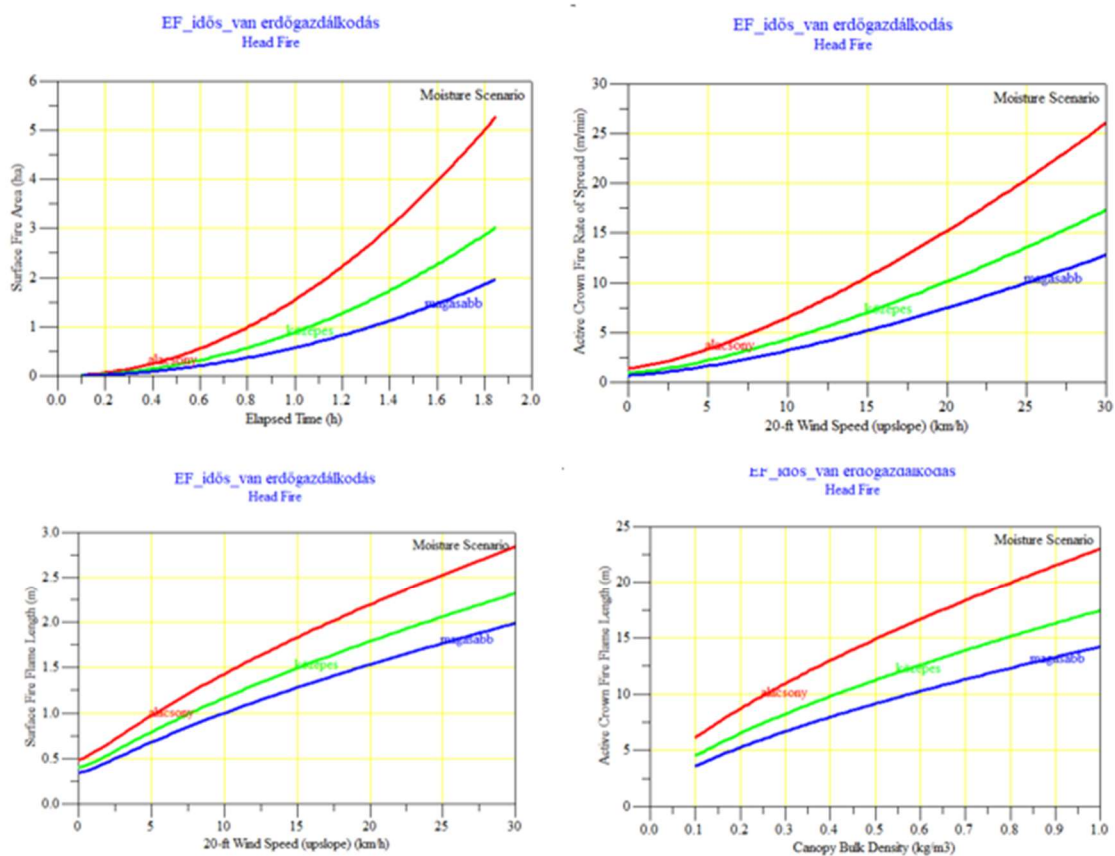 EF_idős_van erdőgazdálkodás
Head Fire
Moisture Scenario
6
5
4
3
2
1
0
Surface Fire Area (ha)
alacsony
közepes
magasabb
0.0 0.2 0.4 0.6 0.8 1.0 1.2 1.4 1.6 1.8 2.0
Elapsed Time (h)
EF_idős_van erdőgazdálkodás
Head Fire
Moisture Scenario
30
25
20
15
10
5
0
Active Crown Fire Rate of Spread (m/min)
alacsony
közepes
magasabb
0 5 10 15 20 25 30
20-ft Wind Speed (upslope) (km/h)
EF_idős_van erdőgazdálkodás
Head Fire
Moisture Scenario
3.0
2.5
2.0
1.5
1.0
0.5
0.0
Surface Fire Flame Length (m)
alacsony
közepes
magasabb
0 5 10 15 20 25 30
20-ft Wind Speed (upslope) (km/h)
EF_idős_van erdőgazdálkodás
Head Fire
Moisture Scenario
25
20
15
10
5
0
Active Crown Fire Flame Length (m)
alacsony
közepes
magasabb
0.0 0.1 0.2 0.3 0.4 0.5 0.6 0.7 0.8 0.9 1.0
Canopy Bulk Density (kg/m3)